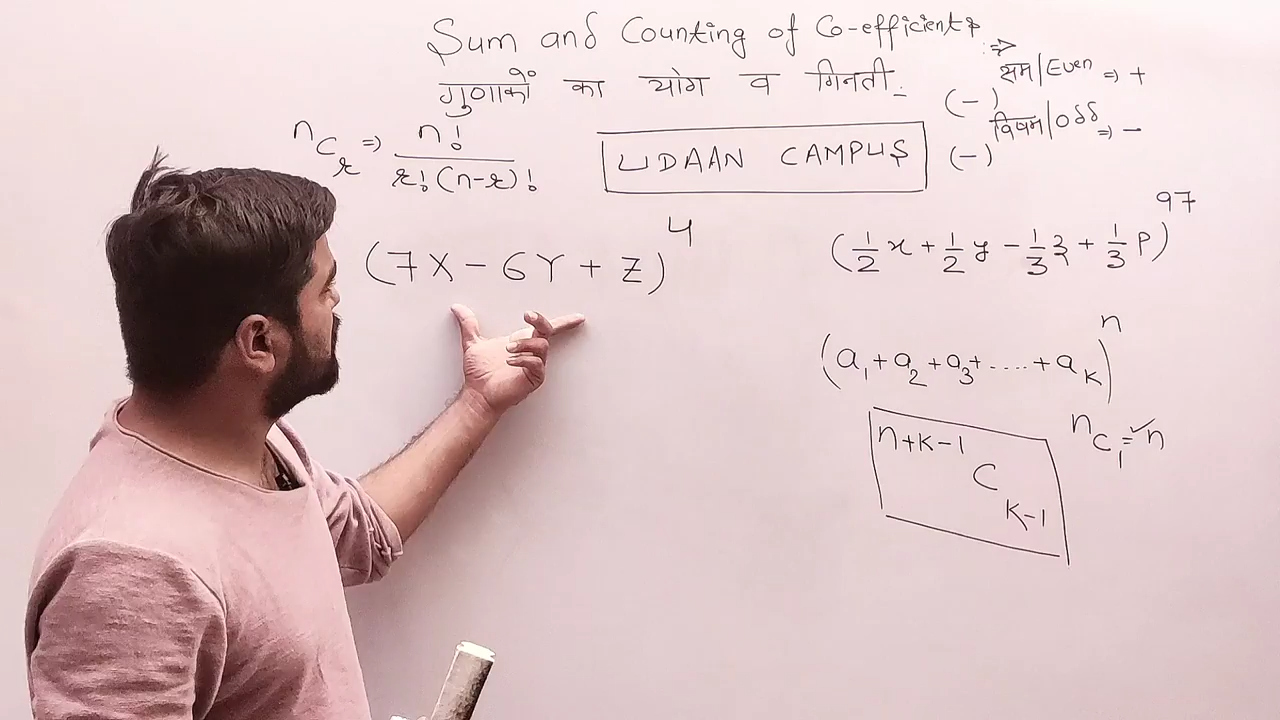 Sum and Counting of Co-efficients
गुणाकों का योग व गिनती
⇒
सम/Even ⇒ +
(-)
विषम/Odd ⇒ -
(-)
nCr ⇒ n! / r!(n-r)!
UDAAN CAMPUS
(7X - 6Y + Z)^4
(1/2 x + 1/2 y - 1/3 z + 1/3 p)^97
(a₁ + a₂ + a₃ + ..... + aₖ)^n
n+k-1 C k-1
nC₁ = ✓n